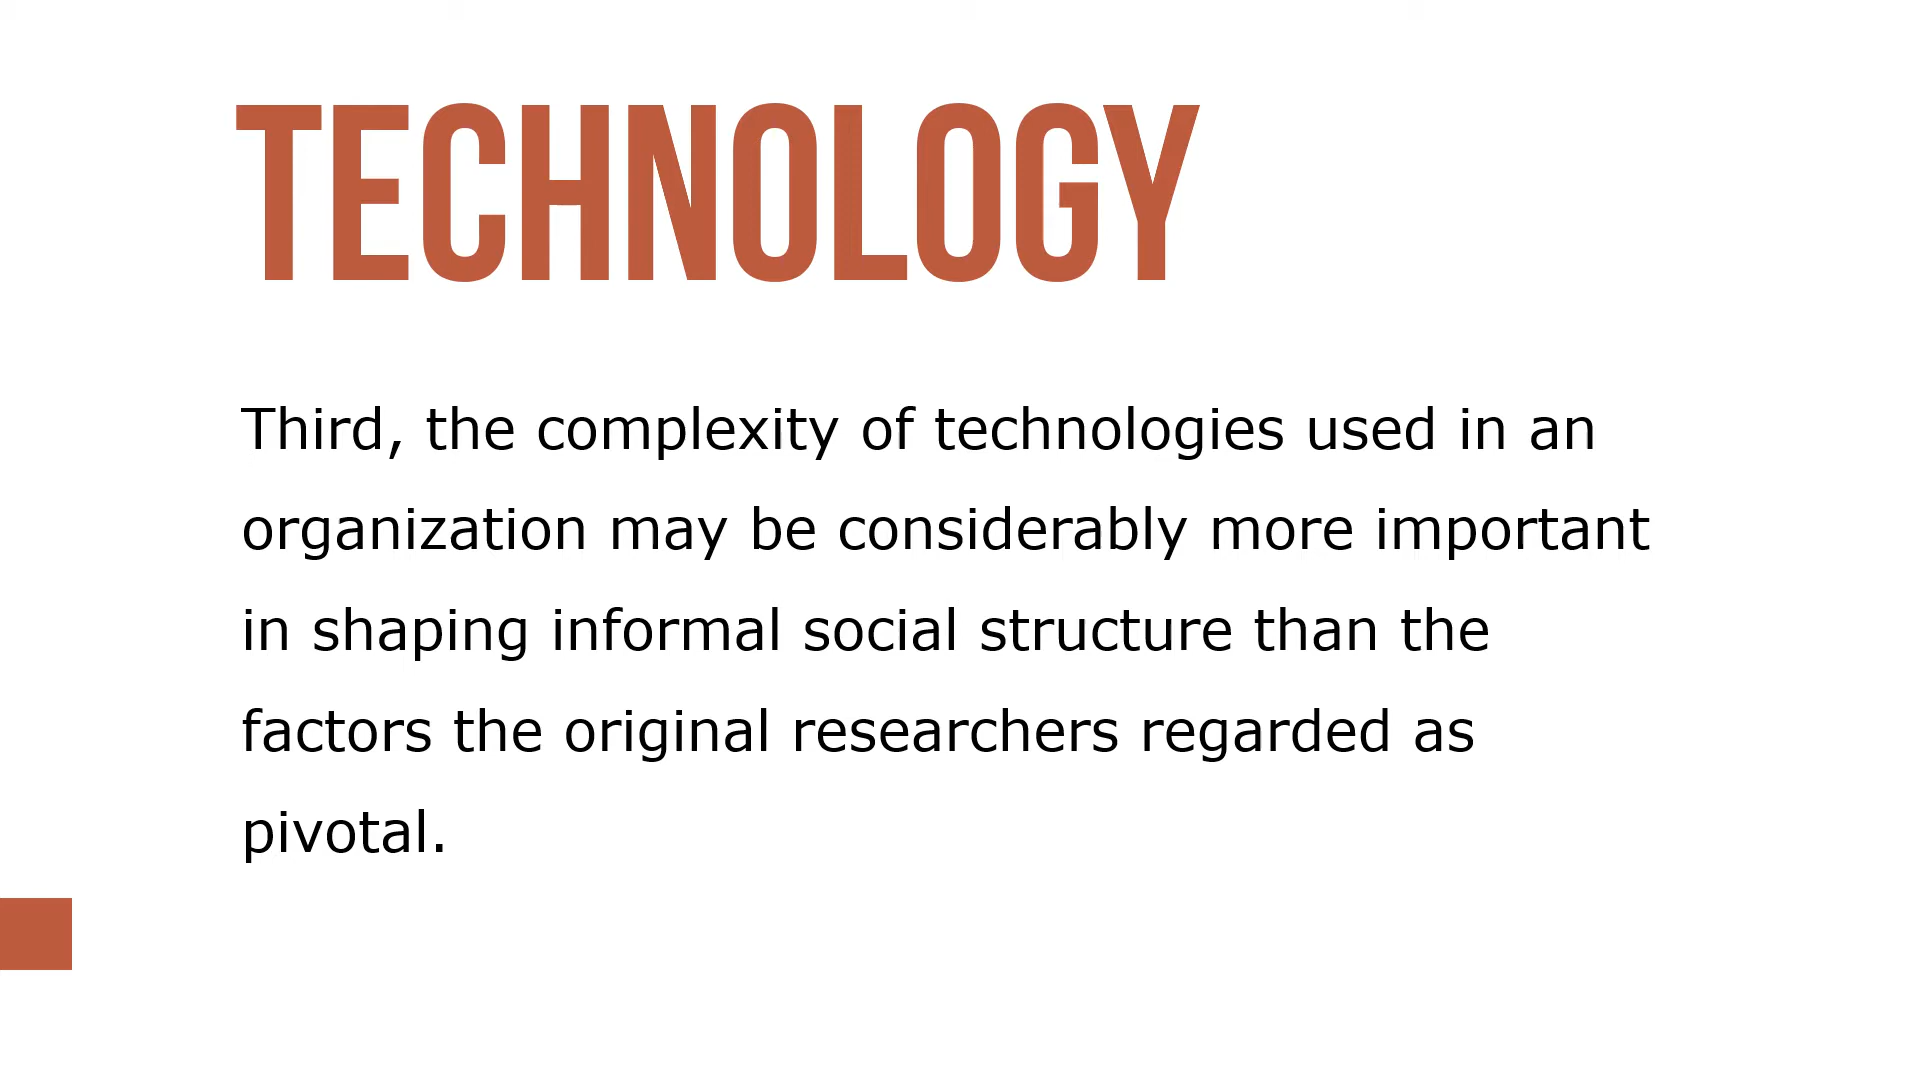 TECHNOLOGY
Third, the complexity of technologies used in an
organization may be considerably more important
in shaping informal social structure than the
factors the original researchers regarded as
pivotal.